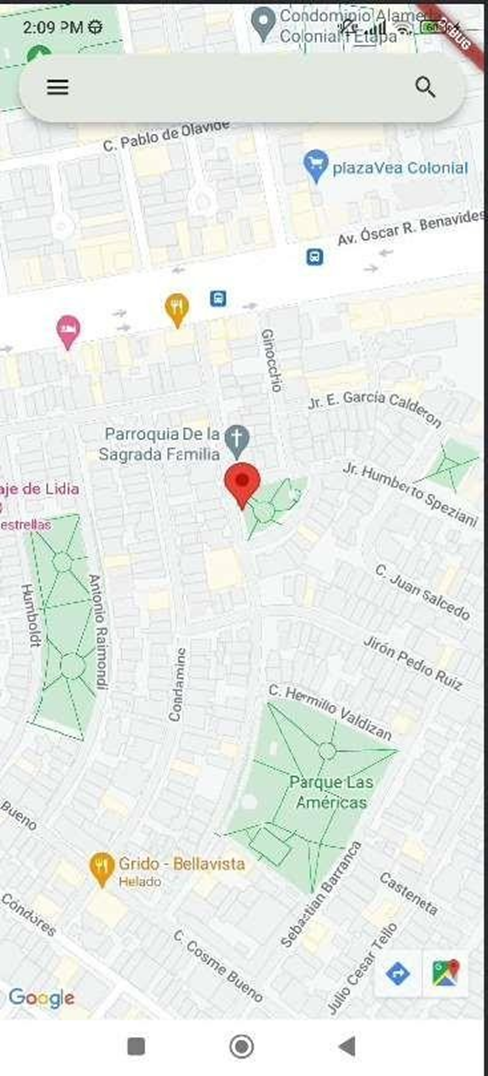 2:09 PM
DEBUG
Condominio Alamed
Colonial I Etapa
C. Pablo de Olavide
plazaVea Colonial
Av. Óscar R. Benavides
Ginocchio
Jr. E. García Calderon
Parroquia De la
Sagrada Familia
Jr. Humberto Speziani
aje de Lidia
estrellas
C. Juan Salcedo
Humboldt
Antonio Raimondi
Jirón Pedro Ruiz
Condamine
C. Hermilio Valdizan
Parque Las
Américas
Bueno
Grido - Bellavista
Helado
Sebastian Barranca
Casteneta
Cóndores
C. Cosme Bueno
Julio Cesar Tello
Google